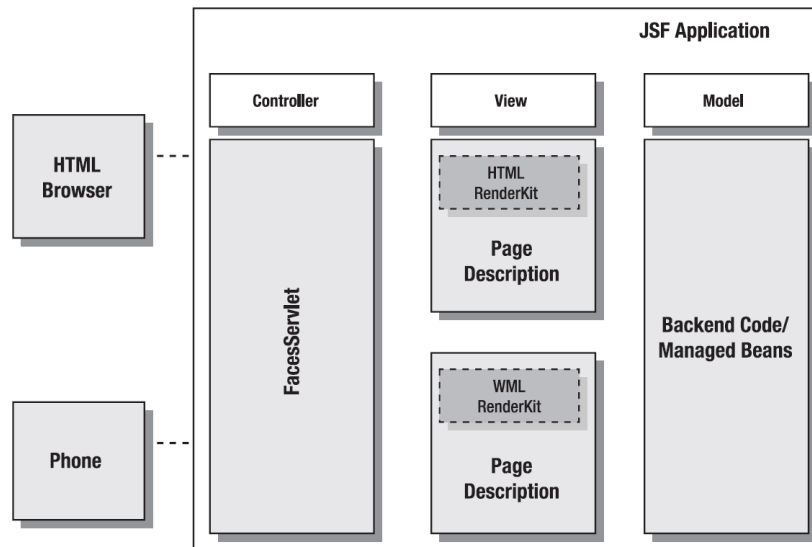 JSF Application
Controller
View
Model
HTML
Browser
HTML
RenderKit
Page
Description
FacesServlet
Backend Code/
Managed Beans
WML
RenderKit
Phone
Page
Description